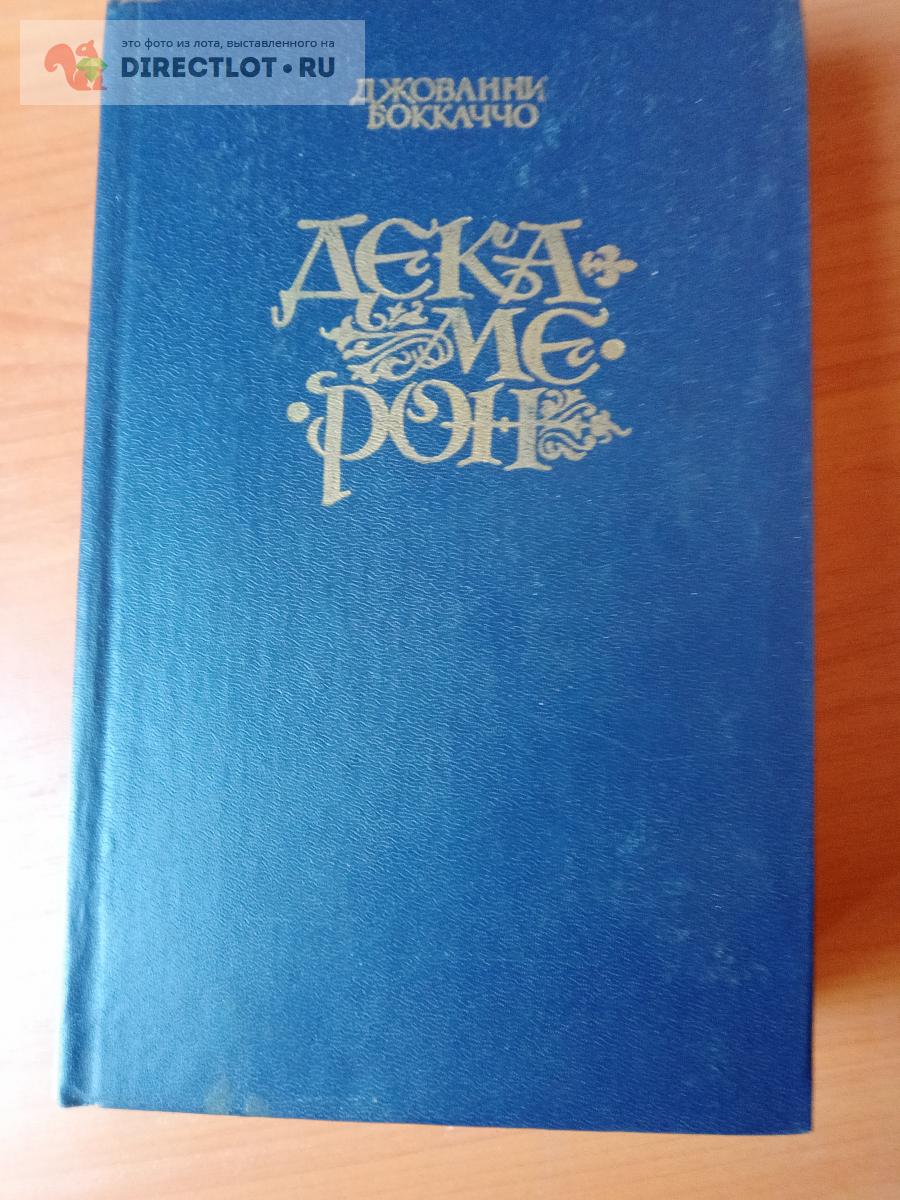 это фото из лота, выставленного на
DIRECTLOT•RU
ДЖОВАННИ
БОККАЧЧО
ДЕКА
МЕ
РОН